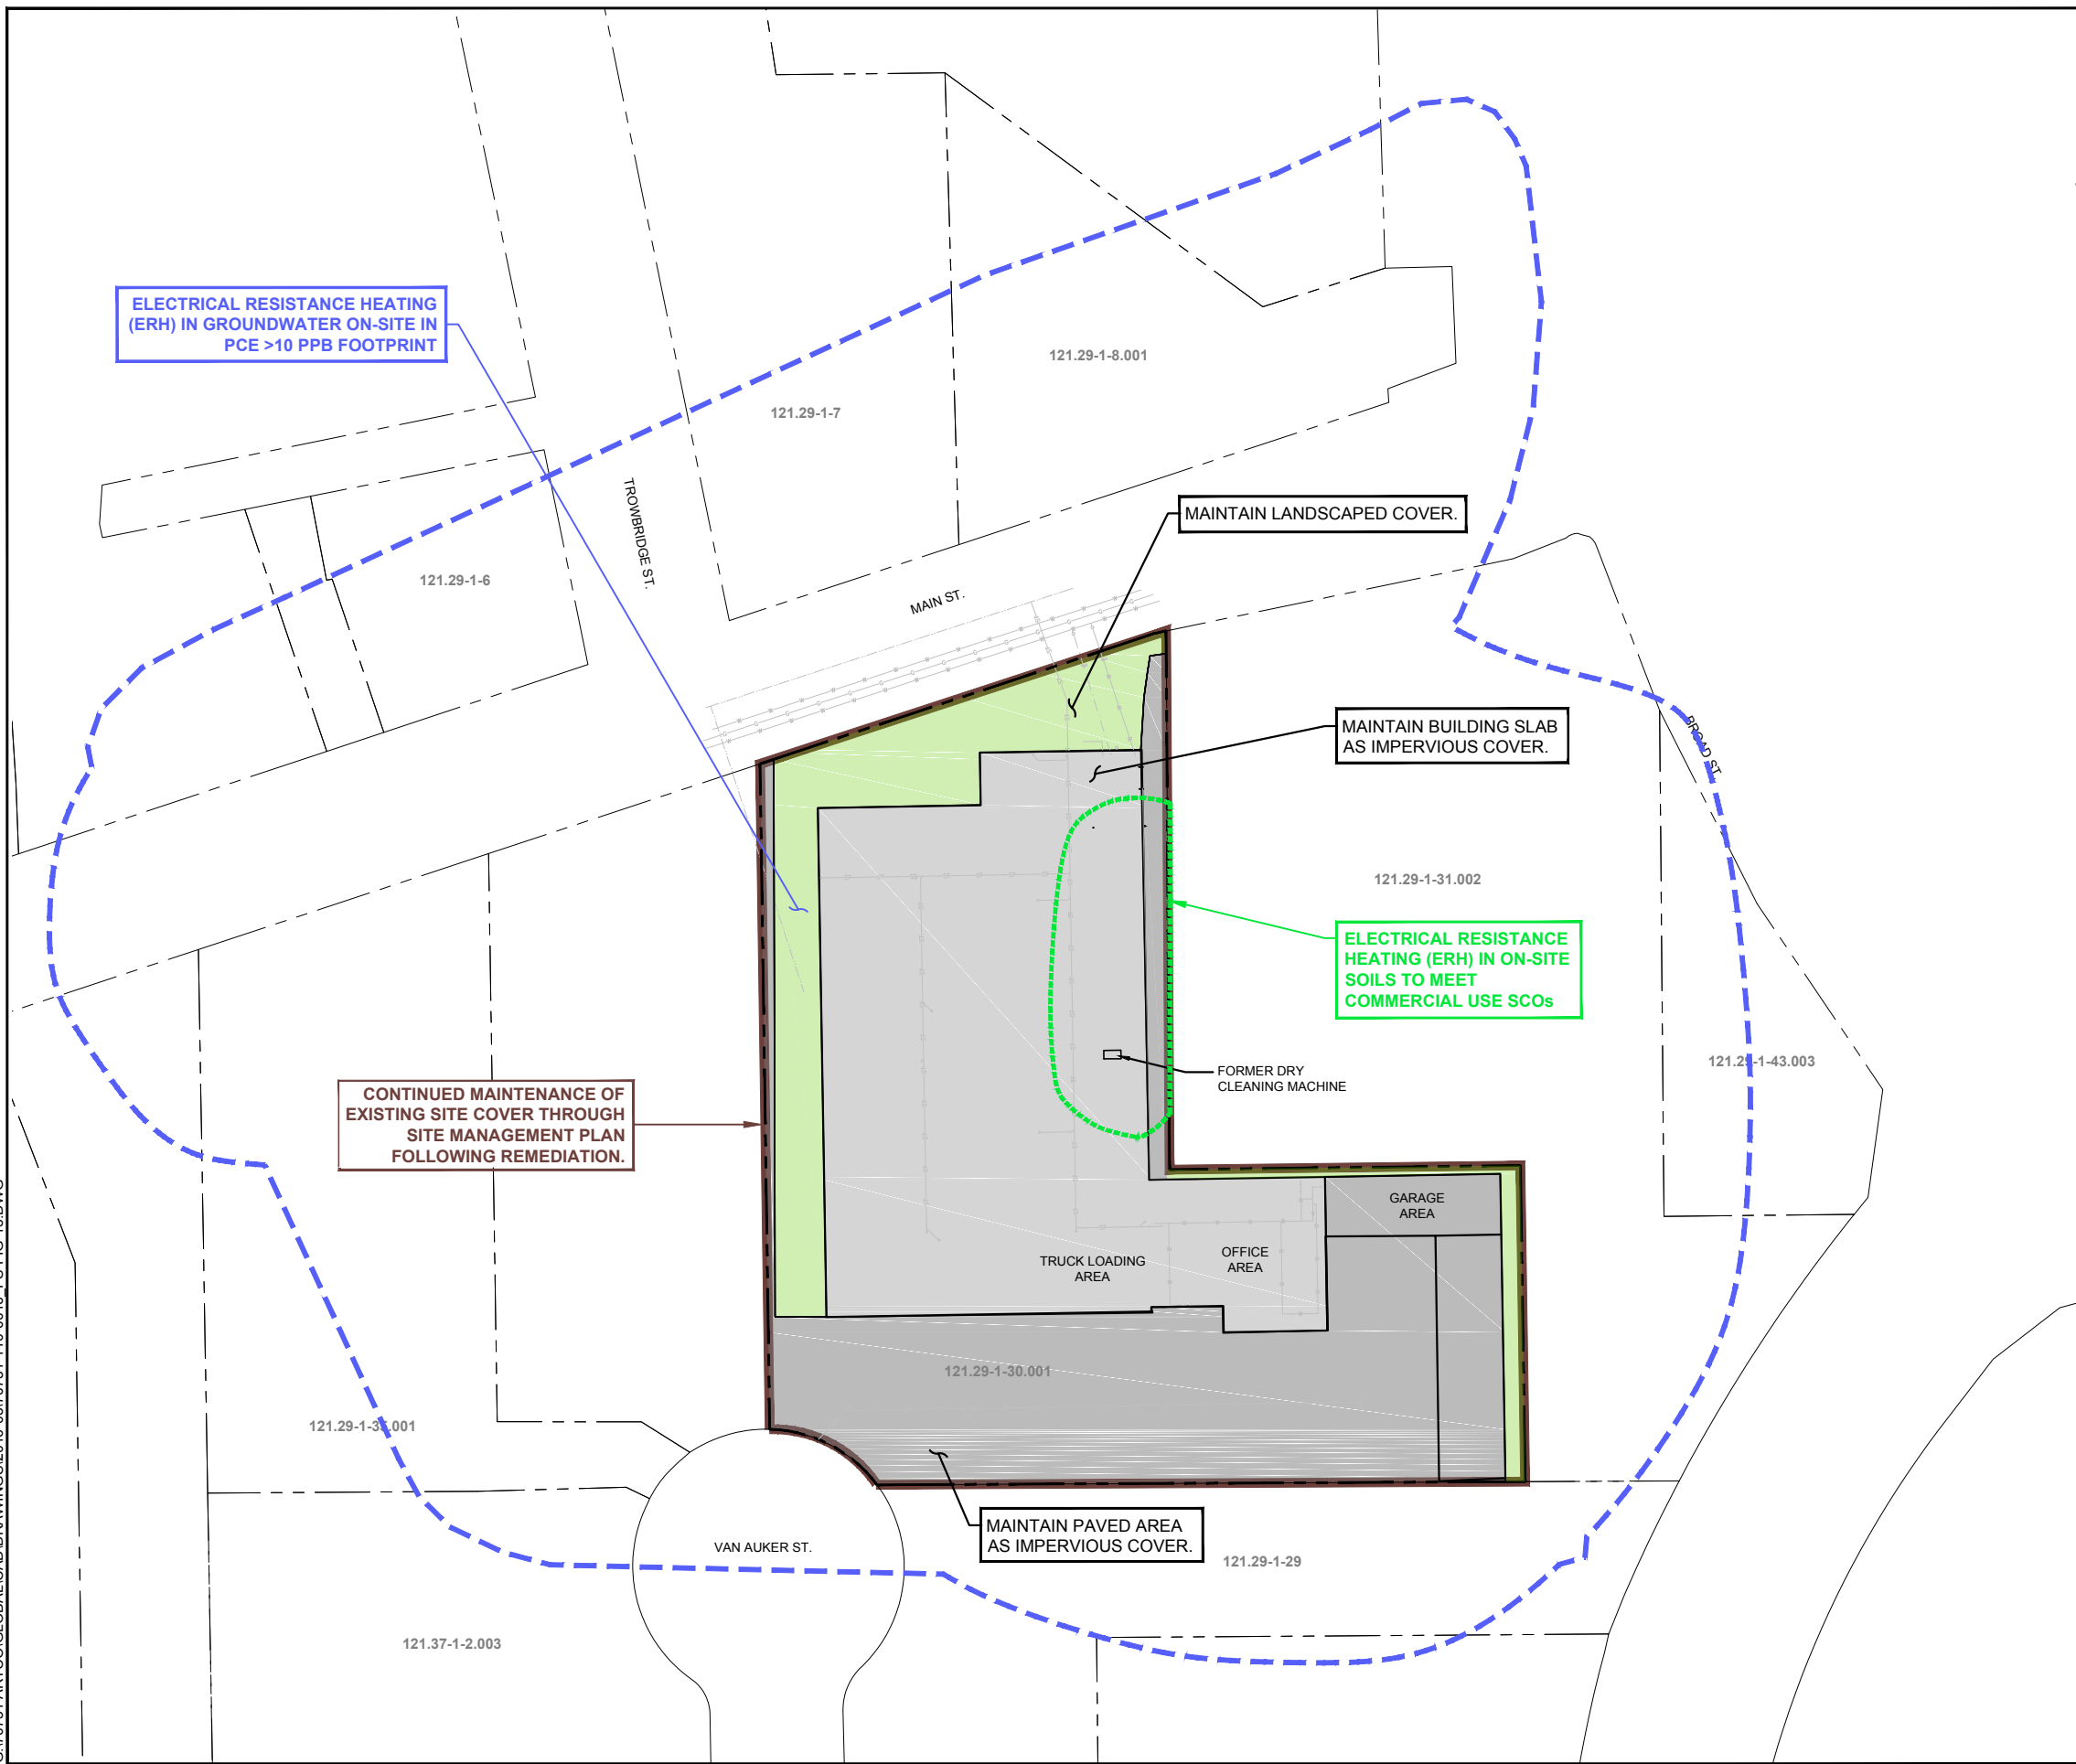 ELECTRICAL RESISTANCE HEATING
(ERH) IN GROUNDWATER ON-SITE IN
PCE >10 PPB FOOTPRINT
121.29-1-8.001
121.29-1-7
TROWBRIDGE ST.
MAINTAIN LANDSCAPED COVER.
121.29-1-6
MAIN ST.
MAINTAIN BUILDING SLAB
AS IMPERVIOUS COVER.
BROAD ST.
121.29-1-31.002
ELECTRICAL RESISTANCE
HEATING (ERH) IN ON-SITE
SOILS TO MEET
COMMERCIAL USE SCOs
FORMER DRY
CLEANING MACHINE
121.29-1-43.003
CONTINUED MAINTENANCE OF
EXISTING SITE COVER THROUGH
SITE MANAGEMENT PLAN
FOLLOWING REMEDIATION.
GARAGE
AREA
TRUCK LOADING
AREA
OFFICE
AREA
121.29-1-30.001
MAINTAIN PAVED AREA
AS IMPERVIOUS COVER.
VAN AUKER ST.
121.29-1-29
121.37-1-2.003